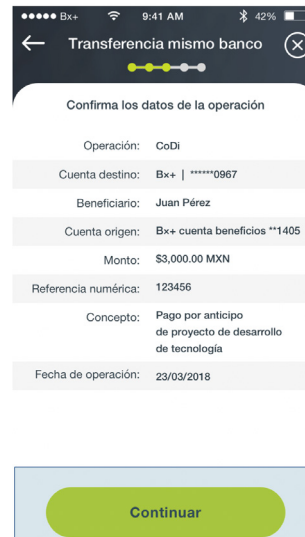 Bx+ 9:41 AM 42%
Transferencia mismo banco
Confirma los datos de la operación
Operación: CoDi
Cuenta destino: Bx+ | ******0967
Beneficiario: Juan Pérez
Cuenta origen: Bx+ cuenta beneficios **1405
Monto: $3,000.00 MXN
Referencia numérica: 123456
Concepto: Pago por anticipo
de proyecto de desarrollo
de tecnología
Fecha de operación: 23/03/2018
Continuar